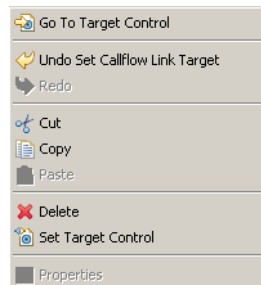 Go To Target Control
Undo Set Callflow Link Target
Redo
Cut
Copy
Paste
Delete
Set Target Control
Properties